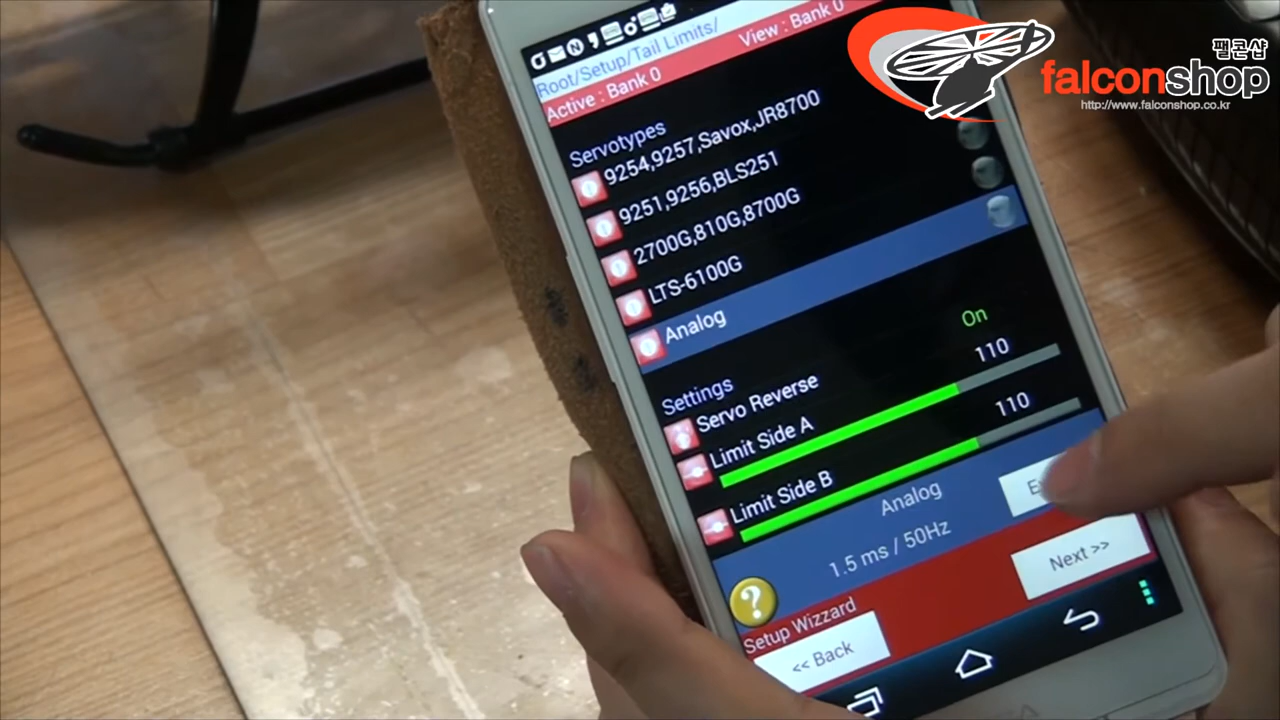 Root/Setup/Tail Limits/
Active : Bank 0
View : Bank 0
Servotypes
9254,9257,Savox,JR8700
9251,9256,BLS251
2700G,810G,8700G
LTS-6100G
Analog
Settings
Servo Reverse
On
Limit Side A
110
Limit Side B
110
Analog
1.5 ms / 50Hz
?
Setup Wizzard
<< Back
Next >>
팰콘샵
falconshop
http://www.falconshop.co.kr